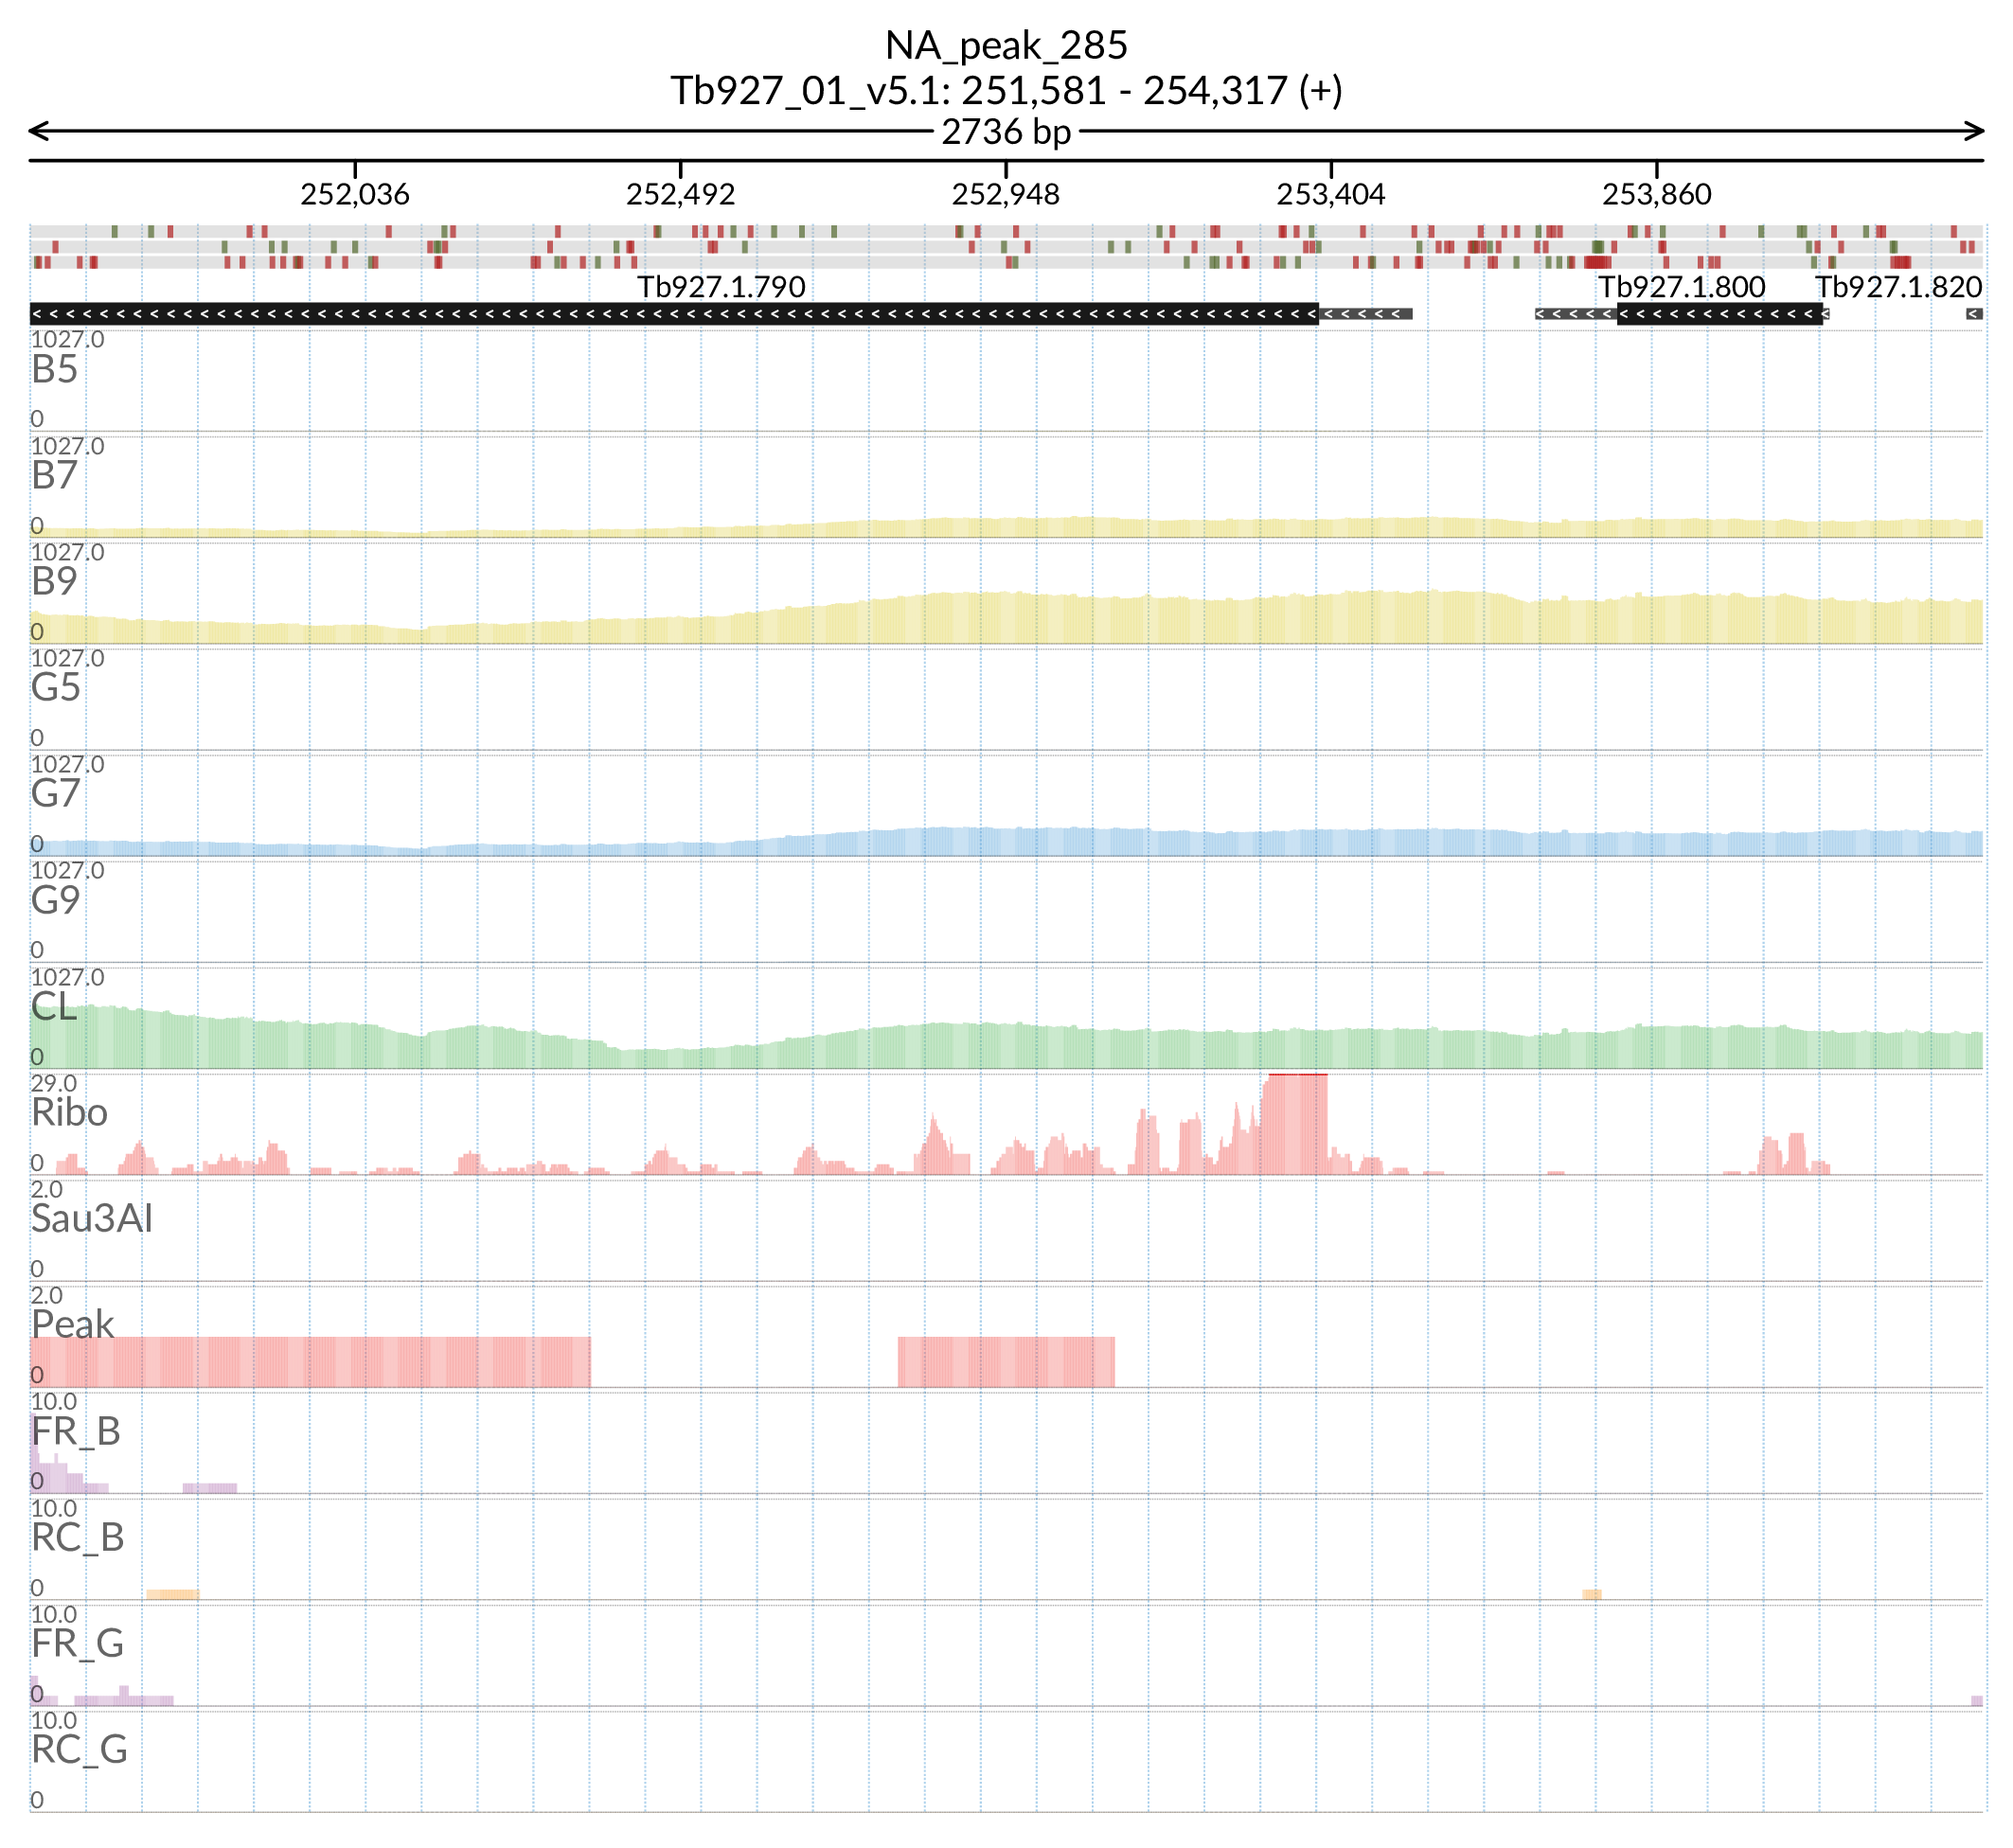 NA_peak_285
Tb927_01_v5.1: 251,581 - 254,317 (+)
2736 bp
252,036 252,492 252,948 253,404 253,860
Tb927.1.790 Tb927.1.800 Tb927.1.820
1027.0
B5
0
1027.0
B7
0
1027.0
B9
0
1027.0
G5
0
1027.0
G7
0
1027.0
G9
0
1027.0
CL
0
29.0
Ribo
0
2.0
Sau3AI
0
2.0
Peak
0
10.0
FR_B
0
10.0
RC_B
0
10.0
FR_G
0
10.0
RC_G
0